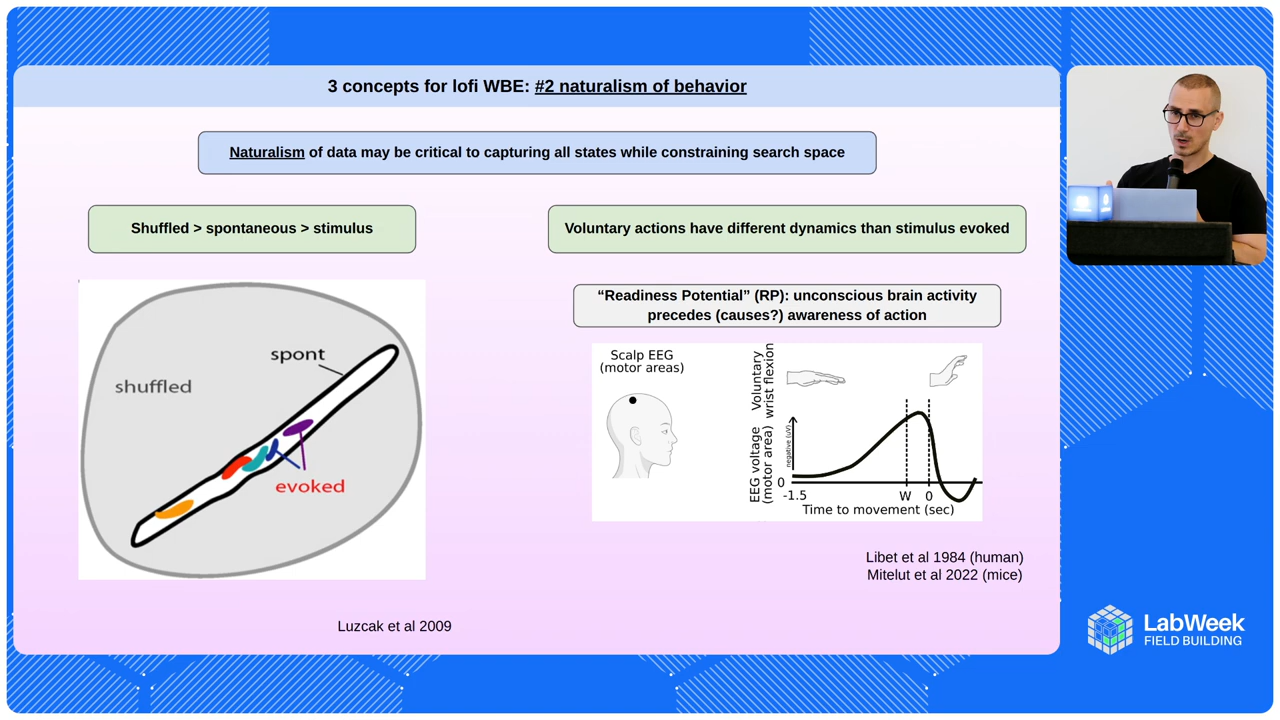 3 concepts for lofi WBE: #2 naturalism of behavior
Naturalism of data may be critical to capturing all states while constraining search space
Shuffled > spontaneous > stimulus
Voluntary actions have different dynamics than stimulus evoked
“Readiness Potential” (RP): unconscious brain activity
precedes (causes?) awareness of action
shuffled
spont
evoked
Scalp EEG
(motor areas)
Voluntary
wrist flexion
EEG voltage
(motor area)
negative (uV)
0
-1.5
W
0
Time to movement (sec)
Libet et al 1984 (human)
Mitelut et al 2022 (mice)
Luzcak et al 2009
LabWeek
FIELD BUILDING